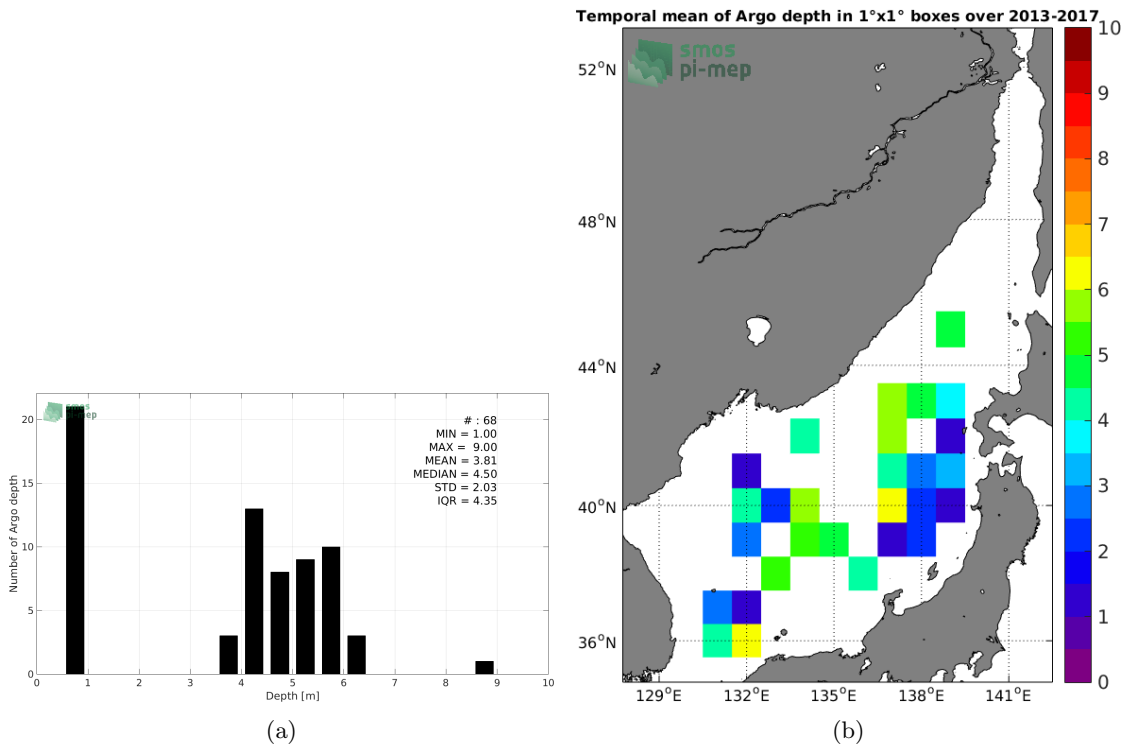 smos
pi-mep
# : 68
MIN = 1.00
MAX = 9.00
MEAN = 3.81
MEDIAN = 4.50
STD = 2.03
IQR = 4.35
Number of Argo depth
20
15
10
5
0
0 1 2 3 4 5 6 7 8 9 10
Depth [m]
(a)
Temporal mean of Argo depth in 1°x1° boxes over 2013-2017
smos
pi-mep
52°N
48°N
44°N
40°N
36°N
129°E 132°E 135°E 138°E 141°E
10
9
8
7
6
5
4
3
2
1
0
(b)